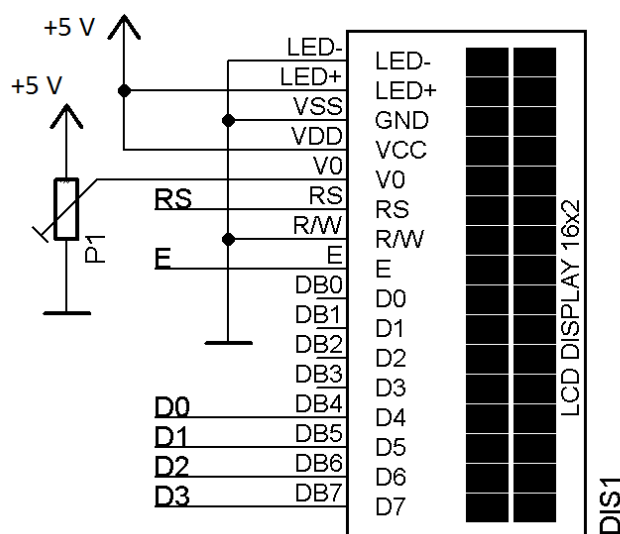 +5 V
+5 V
P1
LED- LED-
LED+ LED+
VSS GND
VDD VCC
V0 V0
RS RS RS
R/W R/W
E E E
DB0 D0
DB1 D1
DB2 D2
DB3 D3
D0 DB4 D4
D1 DB5 D5
D2 DB6 D6
D3 DB7 D7
LCD DISPLAY 16x2
DIS1